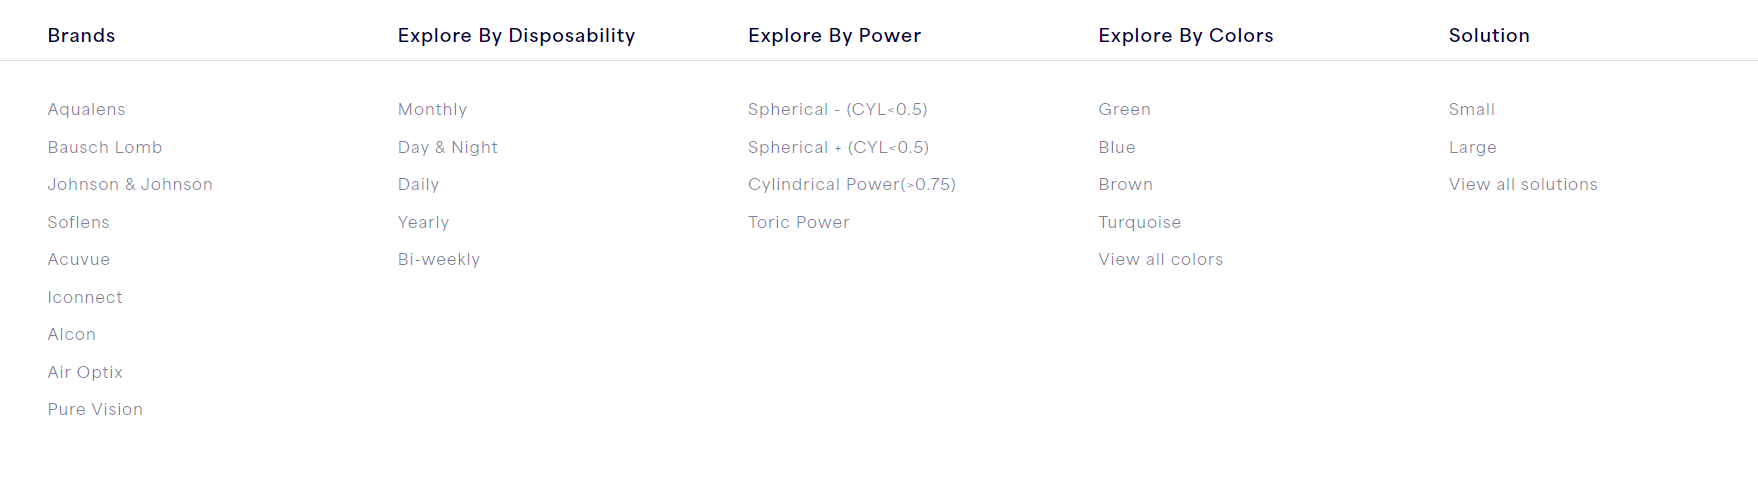 Brands
Aqualens
Bausch Lomb
Johnson & Johnson
Soflens
Acuvue
Iconnect
Alcon
Air Optix
Pure Vision
Explore By Disposability
Monthly
Day & Night
Daily
Yearly
Bi-weekly
Explore By Power
Spherical - (CYL<0.5)
Spherical + (CYL<0.5)
Cylindrical Power(>0.75)
Toric Power
Explore By Colors
Green
Blue
Brown
Turquoise
View all colors
Solution
Small
Large
View all solutions